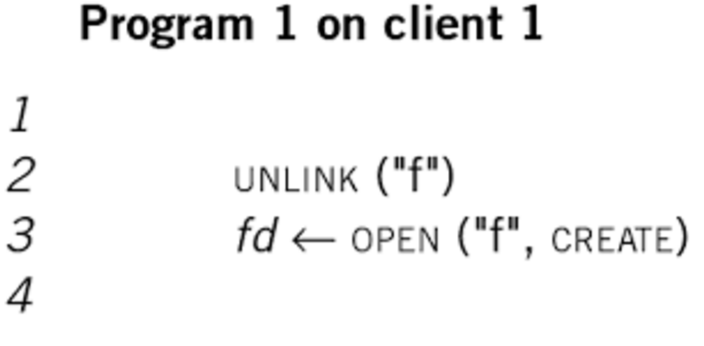 Program 1 on client 1
1
2 UNLINK ("f")
3 fd ← OPEN ("f", CREATE)
4